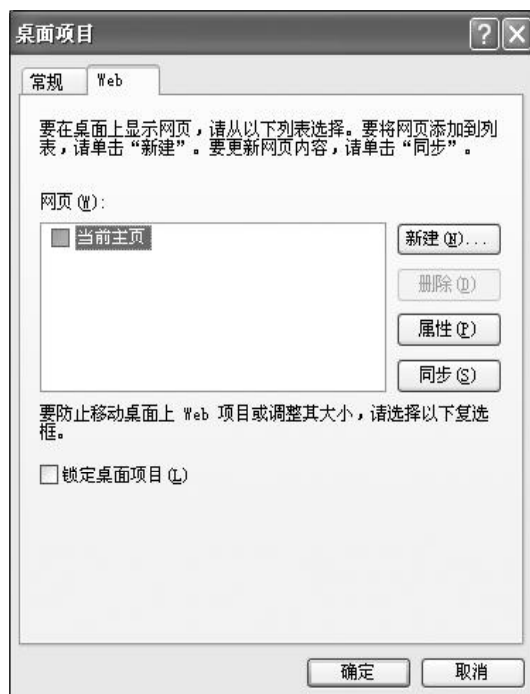 桌面项目
常规 Web
要在桌面上显示网页，请从以下列表选择。要将网页添加到列
表，请单击“新建”。要更新网页内容，请单击“同步”。
网页(W):
当前主页
新建(N)...
删除(D)
属性(P)
同步(S)
要防止移动桌面上 Web 项目或调整其大小，请选择以下复选
框。
锁定桌面项目(L)
确定 取消